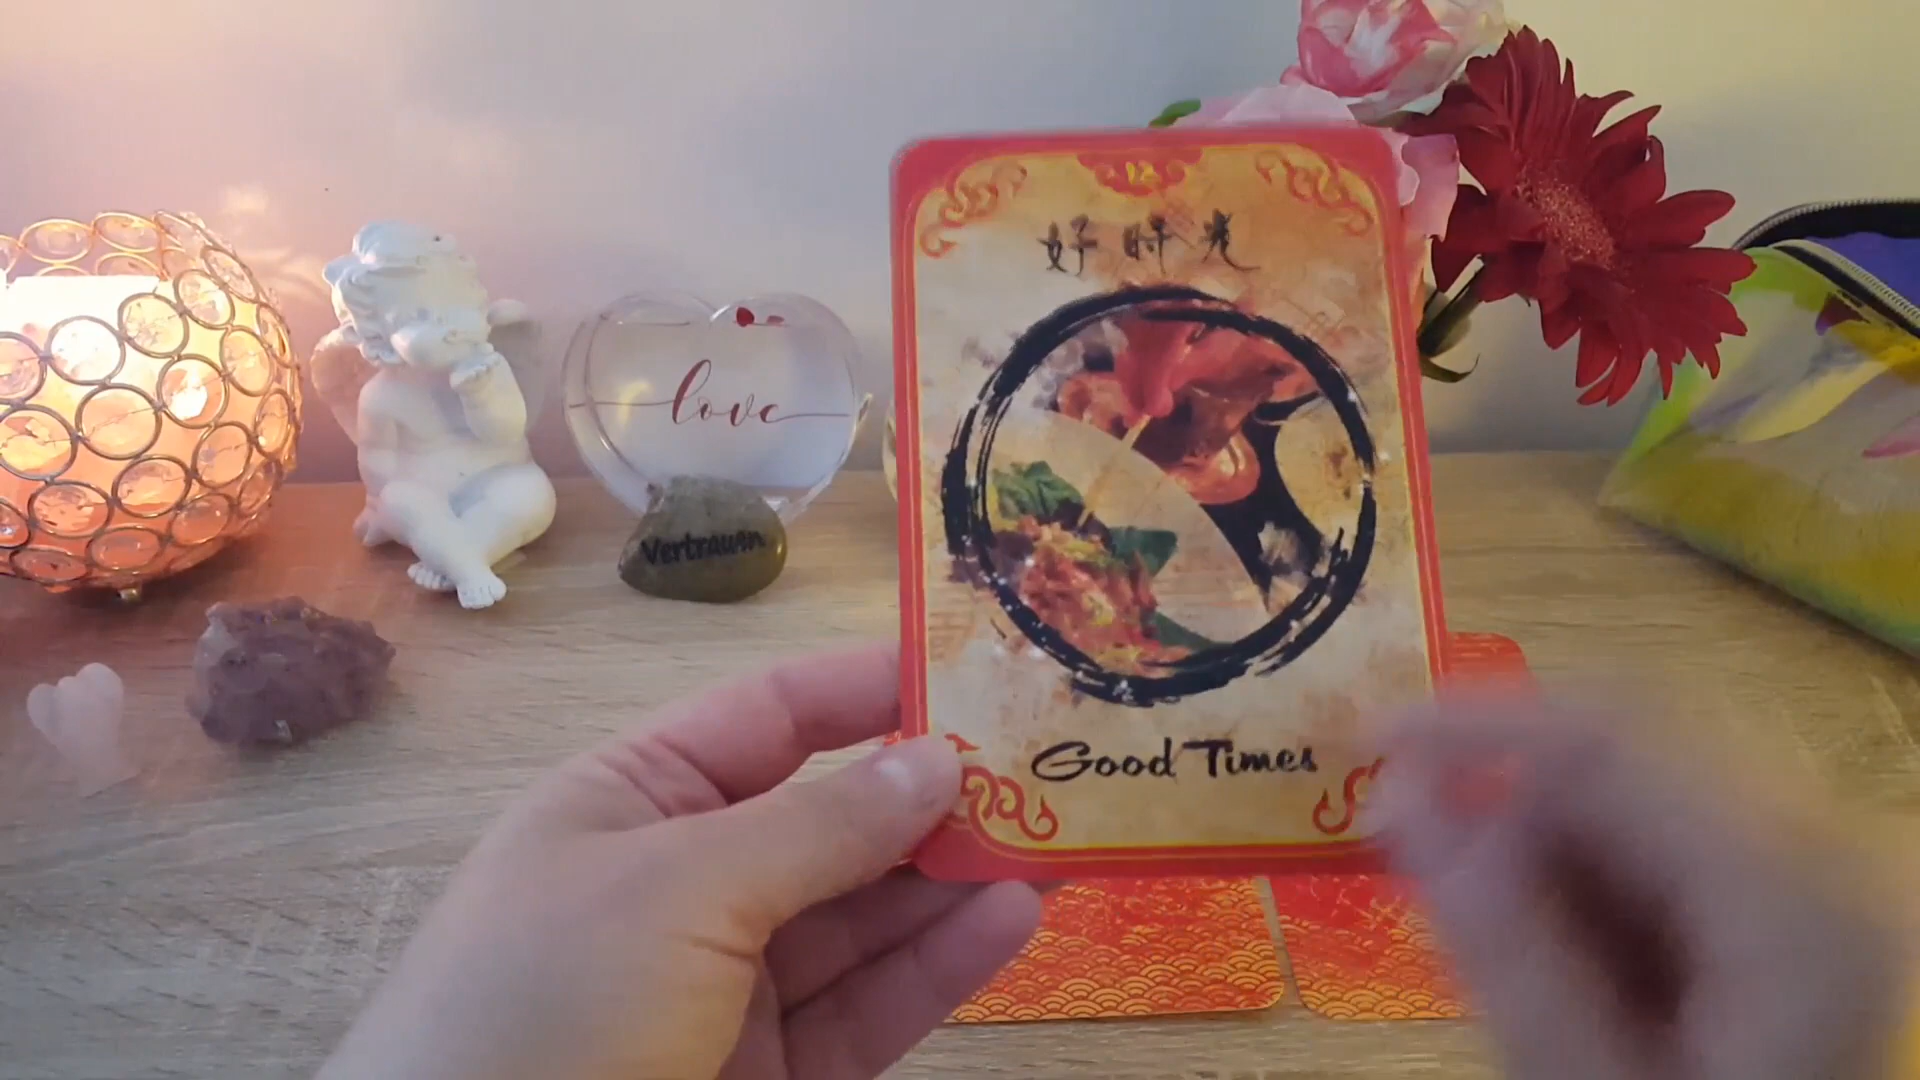 好時光
love
Vertrauen
Good Times